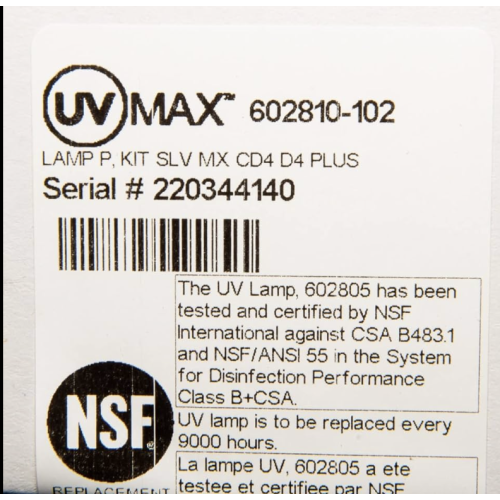 UV MAX™ 602810-102
LAMP P, KIT SLV MX CD4 D4 PLUS
Serial # 220344140
The UV Lamp, 602805 has been
tested and certified by NSF
International against CSA B483.1
and NSF/ANSI 55 in the System
for Disinfection Performance
Class B+CSA.
UV lamp is to be replaced every
9000 hours.
La lampe UV, 602805 a ete
testee et certifiee par NSF
NSF®
REPLACEMENT